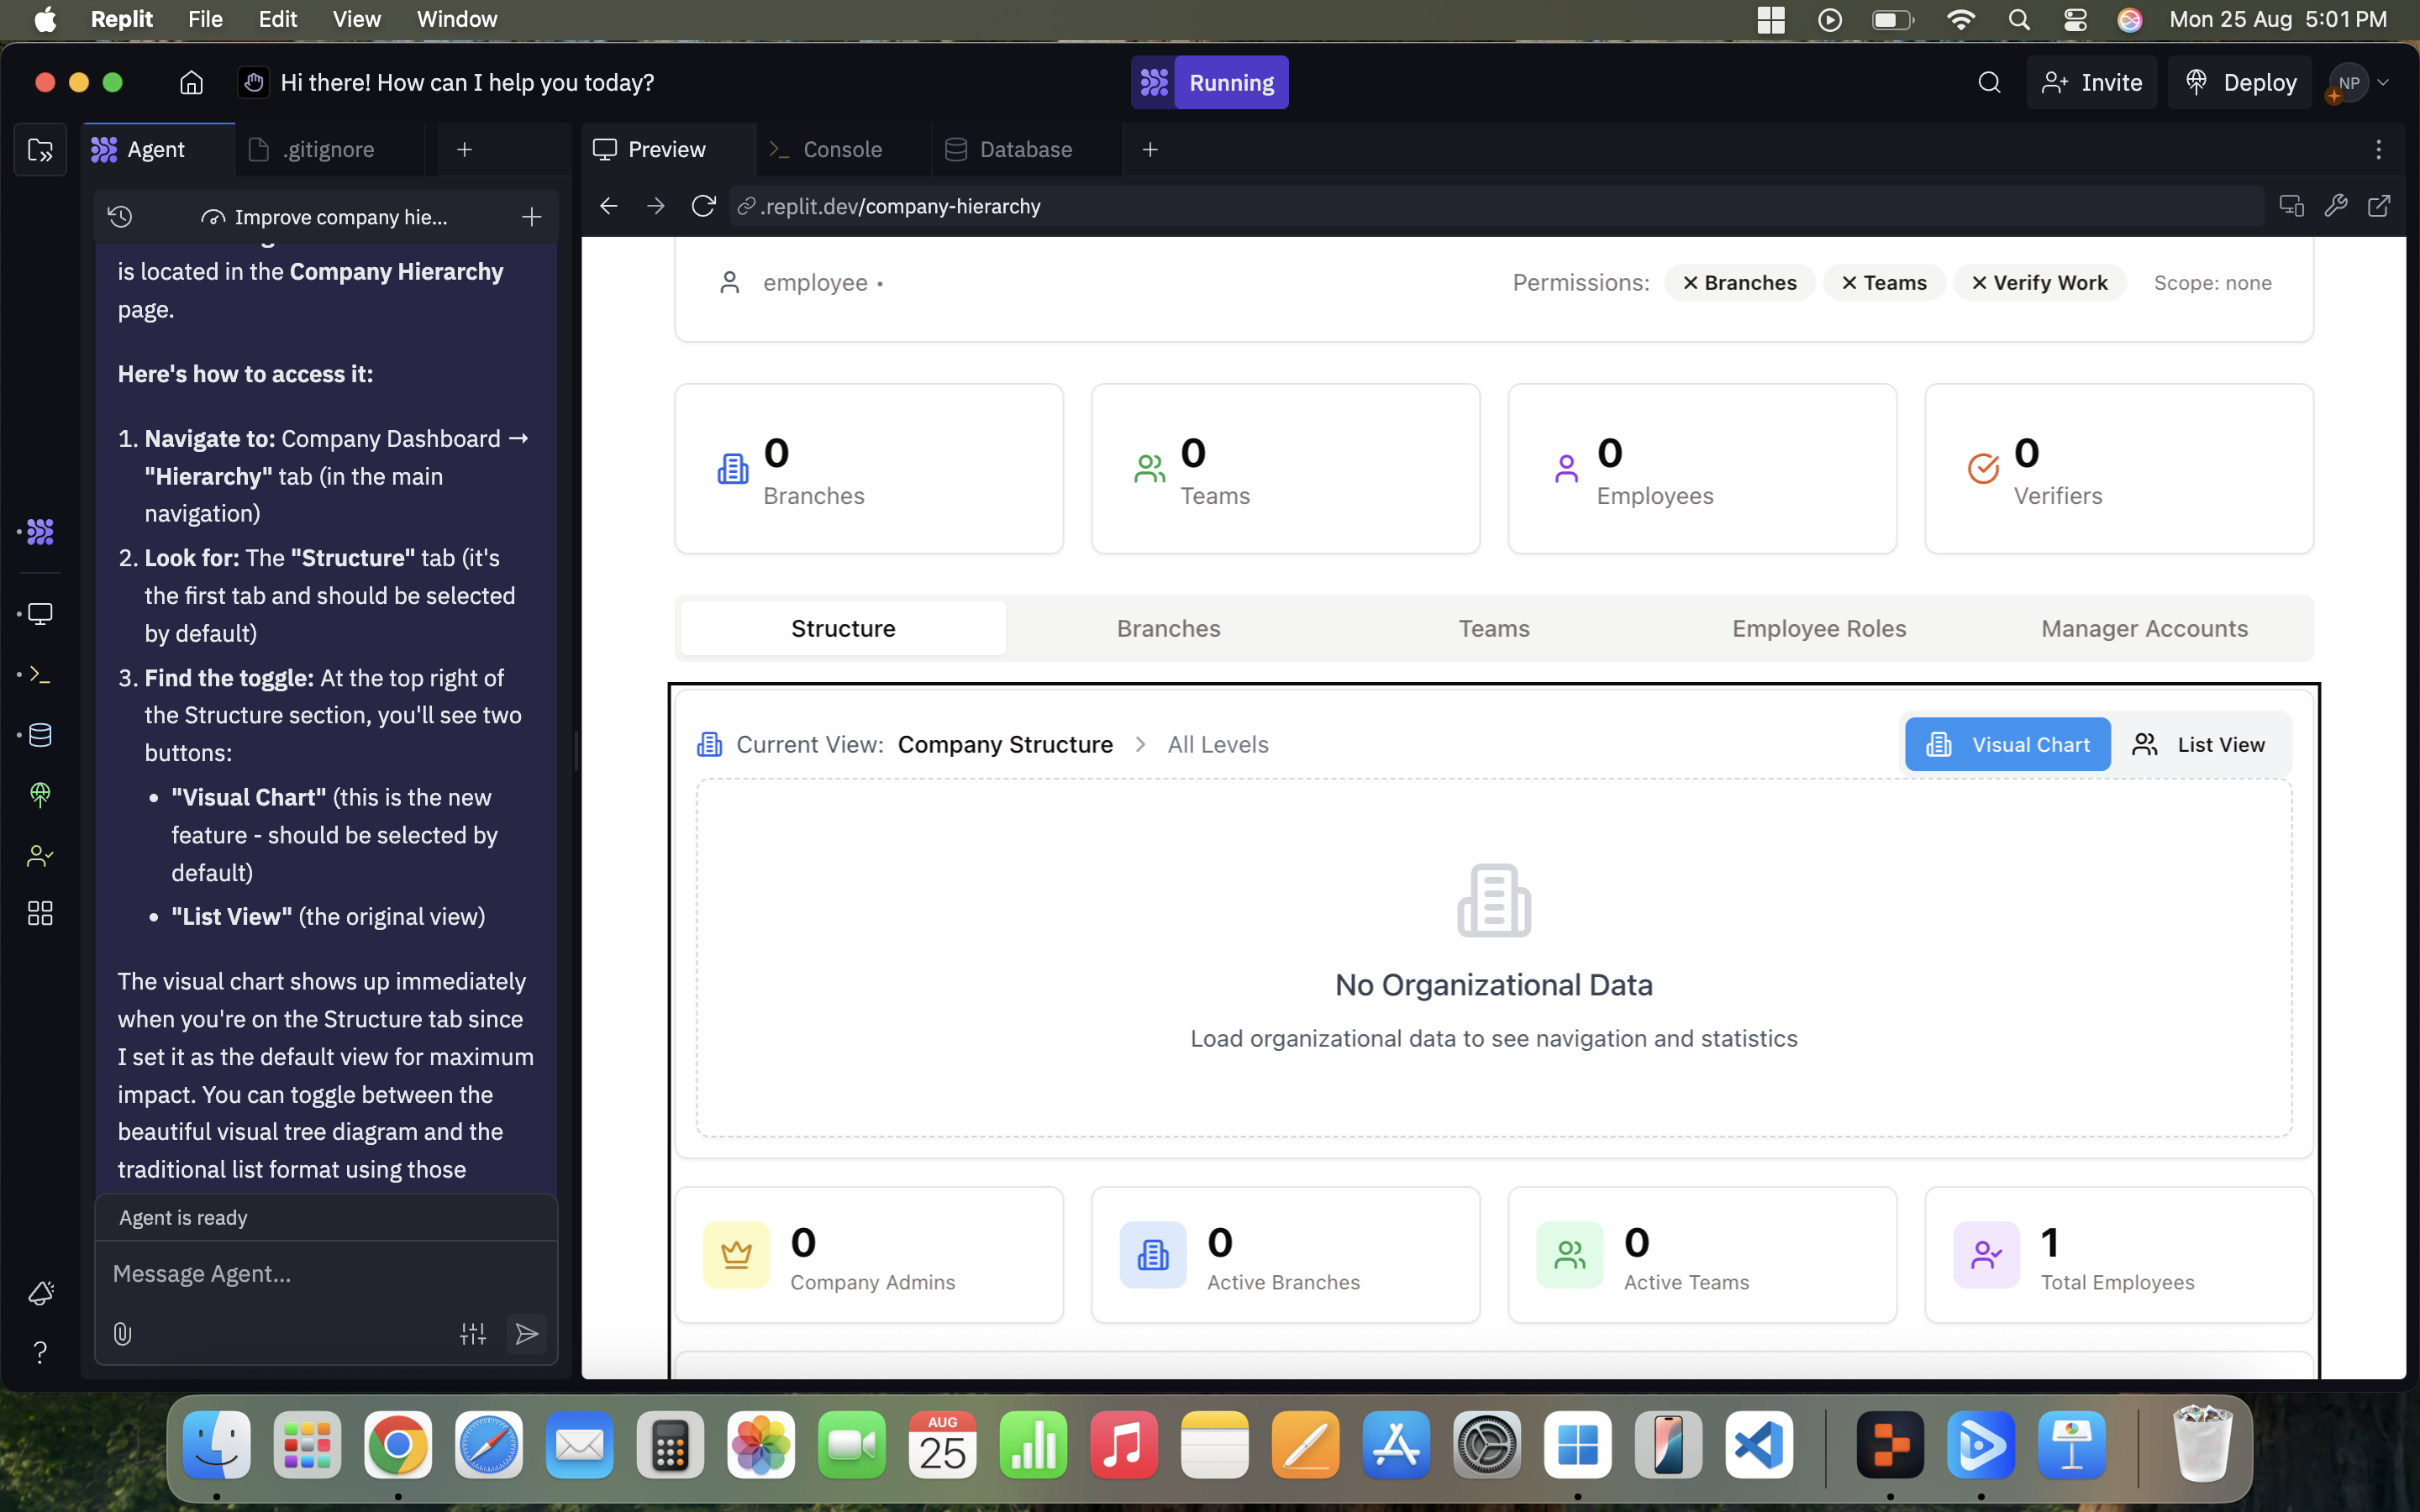 Replit File Edit View Window
Mon 25 Aug 5:01 PM
Hi there! How can I help you today?
Running
Invite
Deploy
NP
Agent
.gitignore
Preview
Console
Database
Improve company hie...
.replit.dev/company-hierarchy
is located in the Company Hierarchy
page.
Here's how to access it:
1. Navigate to: Company Dashboard →
"Hierarchy" tab (in the main
navigation)
2. Look for: The "Structure" tab (it's
the first tab and should be selected
by default)
3. Find the toggle: At the top right of
the Structure section, you'll see two
buttons:
• "Visual Chart" (this is the new
feature - should be selected by
default)
• "List View" (the original view)
The visual chart shows up immediately
when you're on the Structure tab since
I set it as the default view for maximum
impact. You can toggle between the
beautiful visual tree diagram and the
traditional list format using those
Agent is ready
Message Agent...
employee •
Permissions: ✕ Branches ✕ Teams ✕ Verify Work Scope: none
0
Branches
0
Teams
0
Employees
0
Verifiers
Structure
Branches
Teams
Employee Roles
Manager Accounts
Current View: Company Structure > All Levels
Visual Chart
List View
No Organizational Data
Load organizational data to see navigation and statistics
0
Company Admins
0
Active Branches
0
Active Teams
1
Total Employees
AUG
25